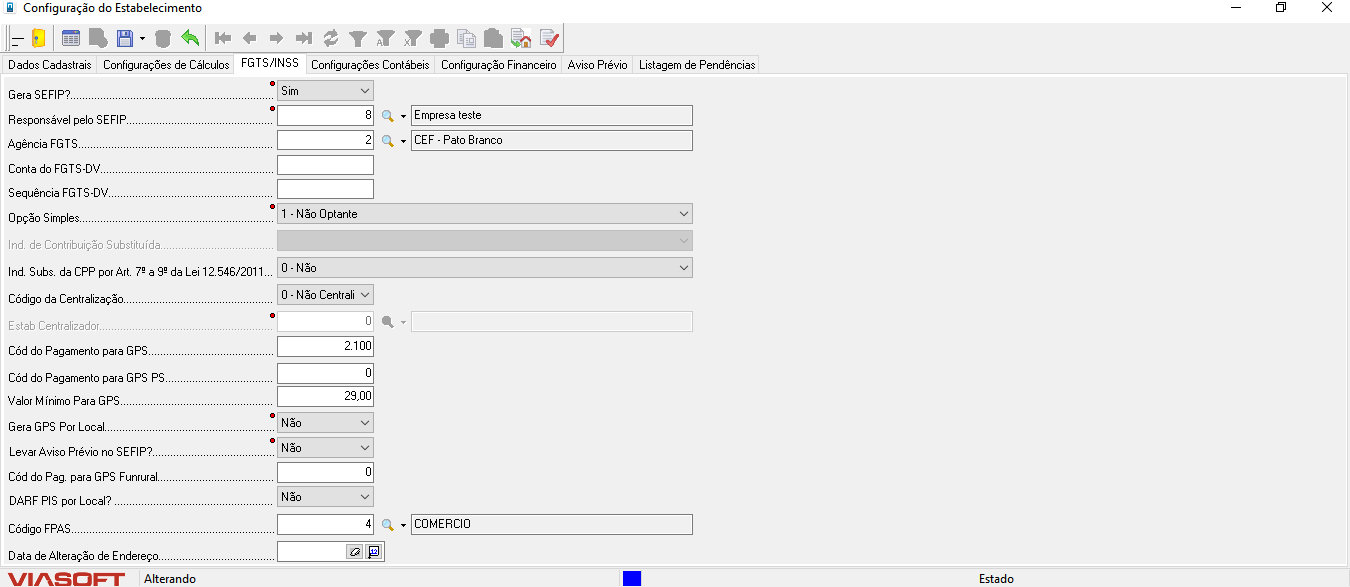 Configuração do Estabelecimento
Dados Cadastrais Configurações de Cálculos FGTS/INSS Configurações Contábeis Configuração Financeiro Aviso Prévio Listagem de Pendências
Gera SEFIP? Sim
Responsável pelo SEFIP 8 Empresa teste
Agência FGTS 2 CEF - Pato Branco
Conta do FGTS-DV
Sequência FGTS-DV
Opção Simples 1 - Não Optante
Ind. de Contribuição Substituída
Ind. Subs. da CPP por Art. 7º a 9º da Lei 12.546/2011... 0 - Não
Código da Centralização 0 - Não Centrali
Estab Centralizador 0
Cód do Pagamento para GPS 2.100
Cód do Pagamento para GPS PS 0
Valor Mínimo Para GPS 29,00
Gera GPS Por Local Não
Levar Aviso Prévio no SEFIP? Não
Cód do Pag. para GPS Funrural 0
DARF PIS por Local? Não
Código FPAS 4 COMERCIO
Data de Alteração de Endereço
VIASOFT Alterando Estado